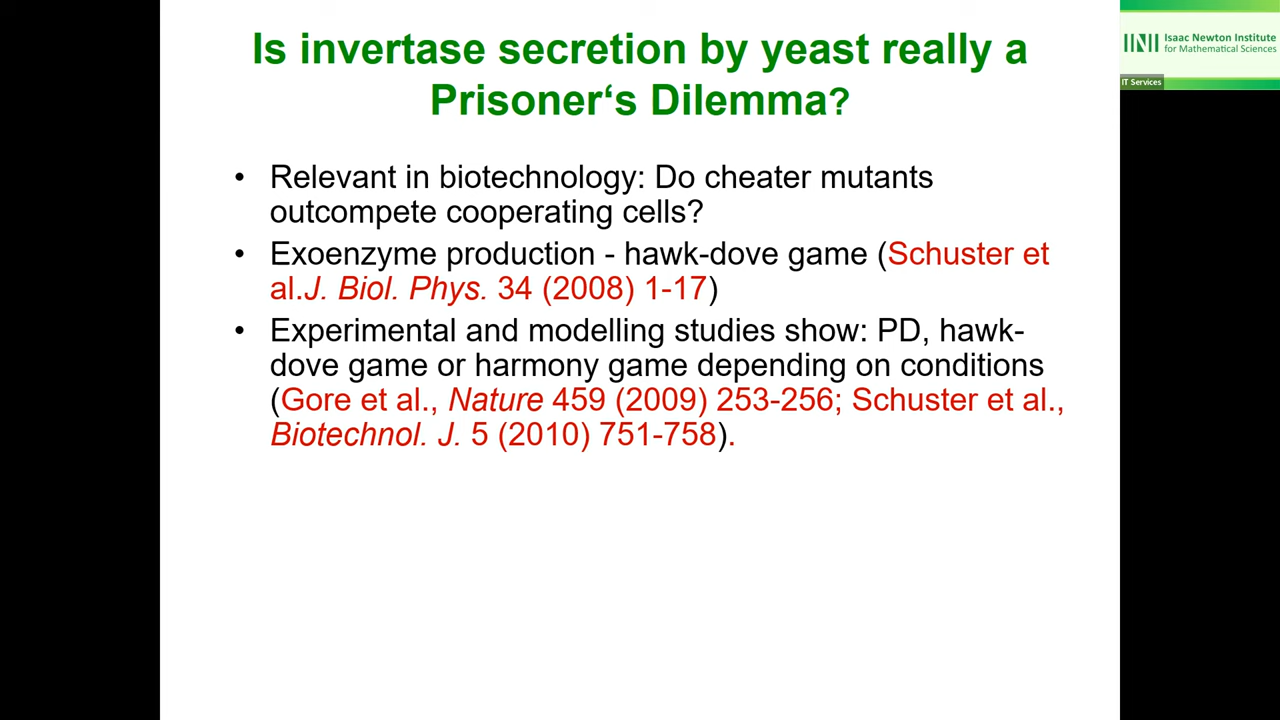 Is invertase secretion by yeast really a
Prisoner‘s Dilemma?
• Relevant in biotechnology: Do cheater mutants
outcompete cooperating cells?
• Exoenzyme production - hawk-dove game (Schuster et
al.J. Biol. Phys. 34 (2008) 1-17)
• Experimental and modelling studies show: PD, hawk-
dove game or harmony game depending on conditions
(Gore et al., Nature 459 (2009) 253-256; Schuster et al.,
Biotechnol. J. 5 (2010) 751-758).
Isaac Newton Institute
for Mathematical Sciences
IT Services